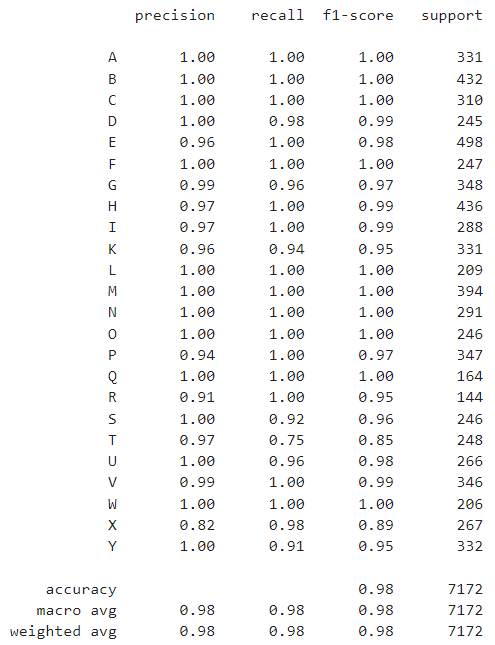 precision recall f1-score support
A 1.00 1.00 1.00 331
B 1.00 1.00 1.00 432
C 1.00 1.00 1.00 310
D 1.00 0.98 0.99 245
E 0.96 1.00 0.98 498
F 1.00 1.00 1.00 247
G 0.99 0.96 0.97 348
H 0.97 1.00 0.99 436
I 0.97 1.00 0.99 288
K 0.96 0.94 0.95 331
L 1.00 1.00 1.00 209
M 1.00 1.00 1.00 394
N 1.00 1.00 1.00 291
O 1.00 1.00 1.00 246
P 0.94 1.00 0.97 347
Q 1.00 1.00 1.00 164
R 0.91 1.00 0.95 144
S 1.00 0.92 0.96 246
T 0.97 0.75 0.85 248
U 1.00 0.96 0.98 266
V 0.99 1.00 0.99 346
W 1.00 1.00 1.00 206
X 0.82 0.98 0.89 267
Y 1.00 0.91 0.95 332
accuracy 0.98 7172
macro avg 0.98 0.98 0.98 7172
weighted avg 0.98 0.98 0.98 7172